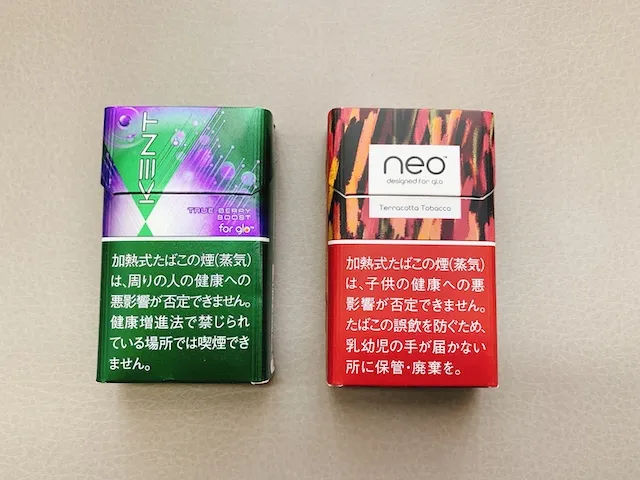 KENT
TRUE BERRY
BOOST
for glo™
加熱式たばこの煙(蒸気)
は、周りの人の健康への
悪影響が否定できません。
健康増進法で禁じられ
ている場所では喫煙でき
ません。
neo™
designed for glo
Terracotta Tobacco
加熱式たばこの煙(蒸気)
は、子供の健康への悪
影響が否定できません。
たばこの誤飲を防ぐため、
乳幼児の手が届かない
所に保管・廃棄を。